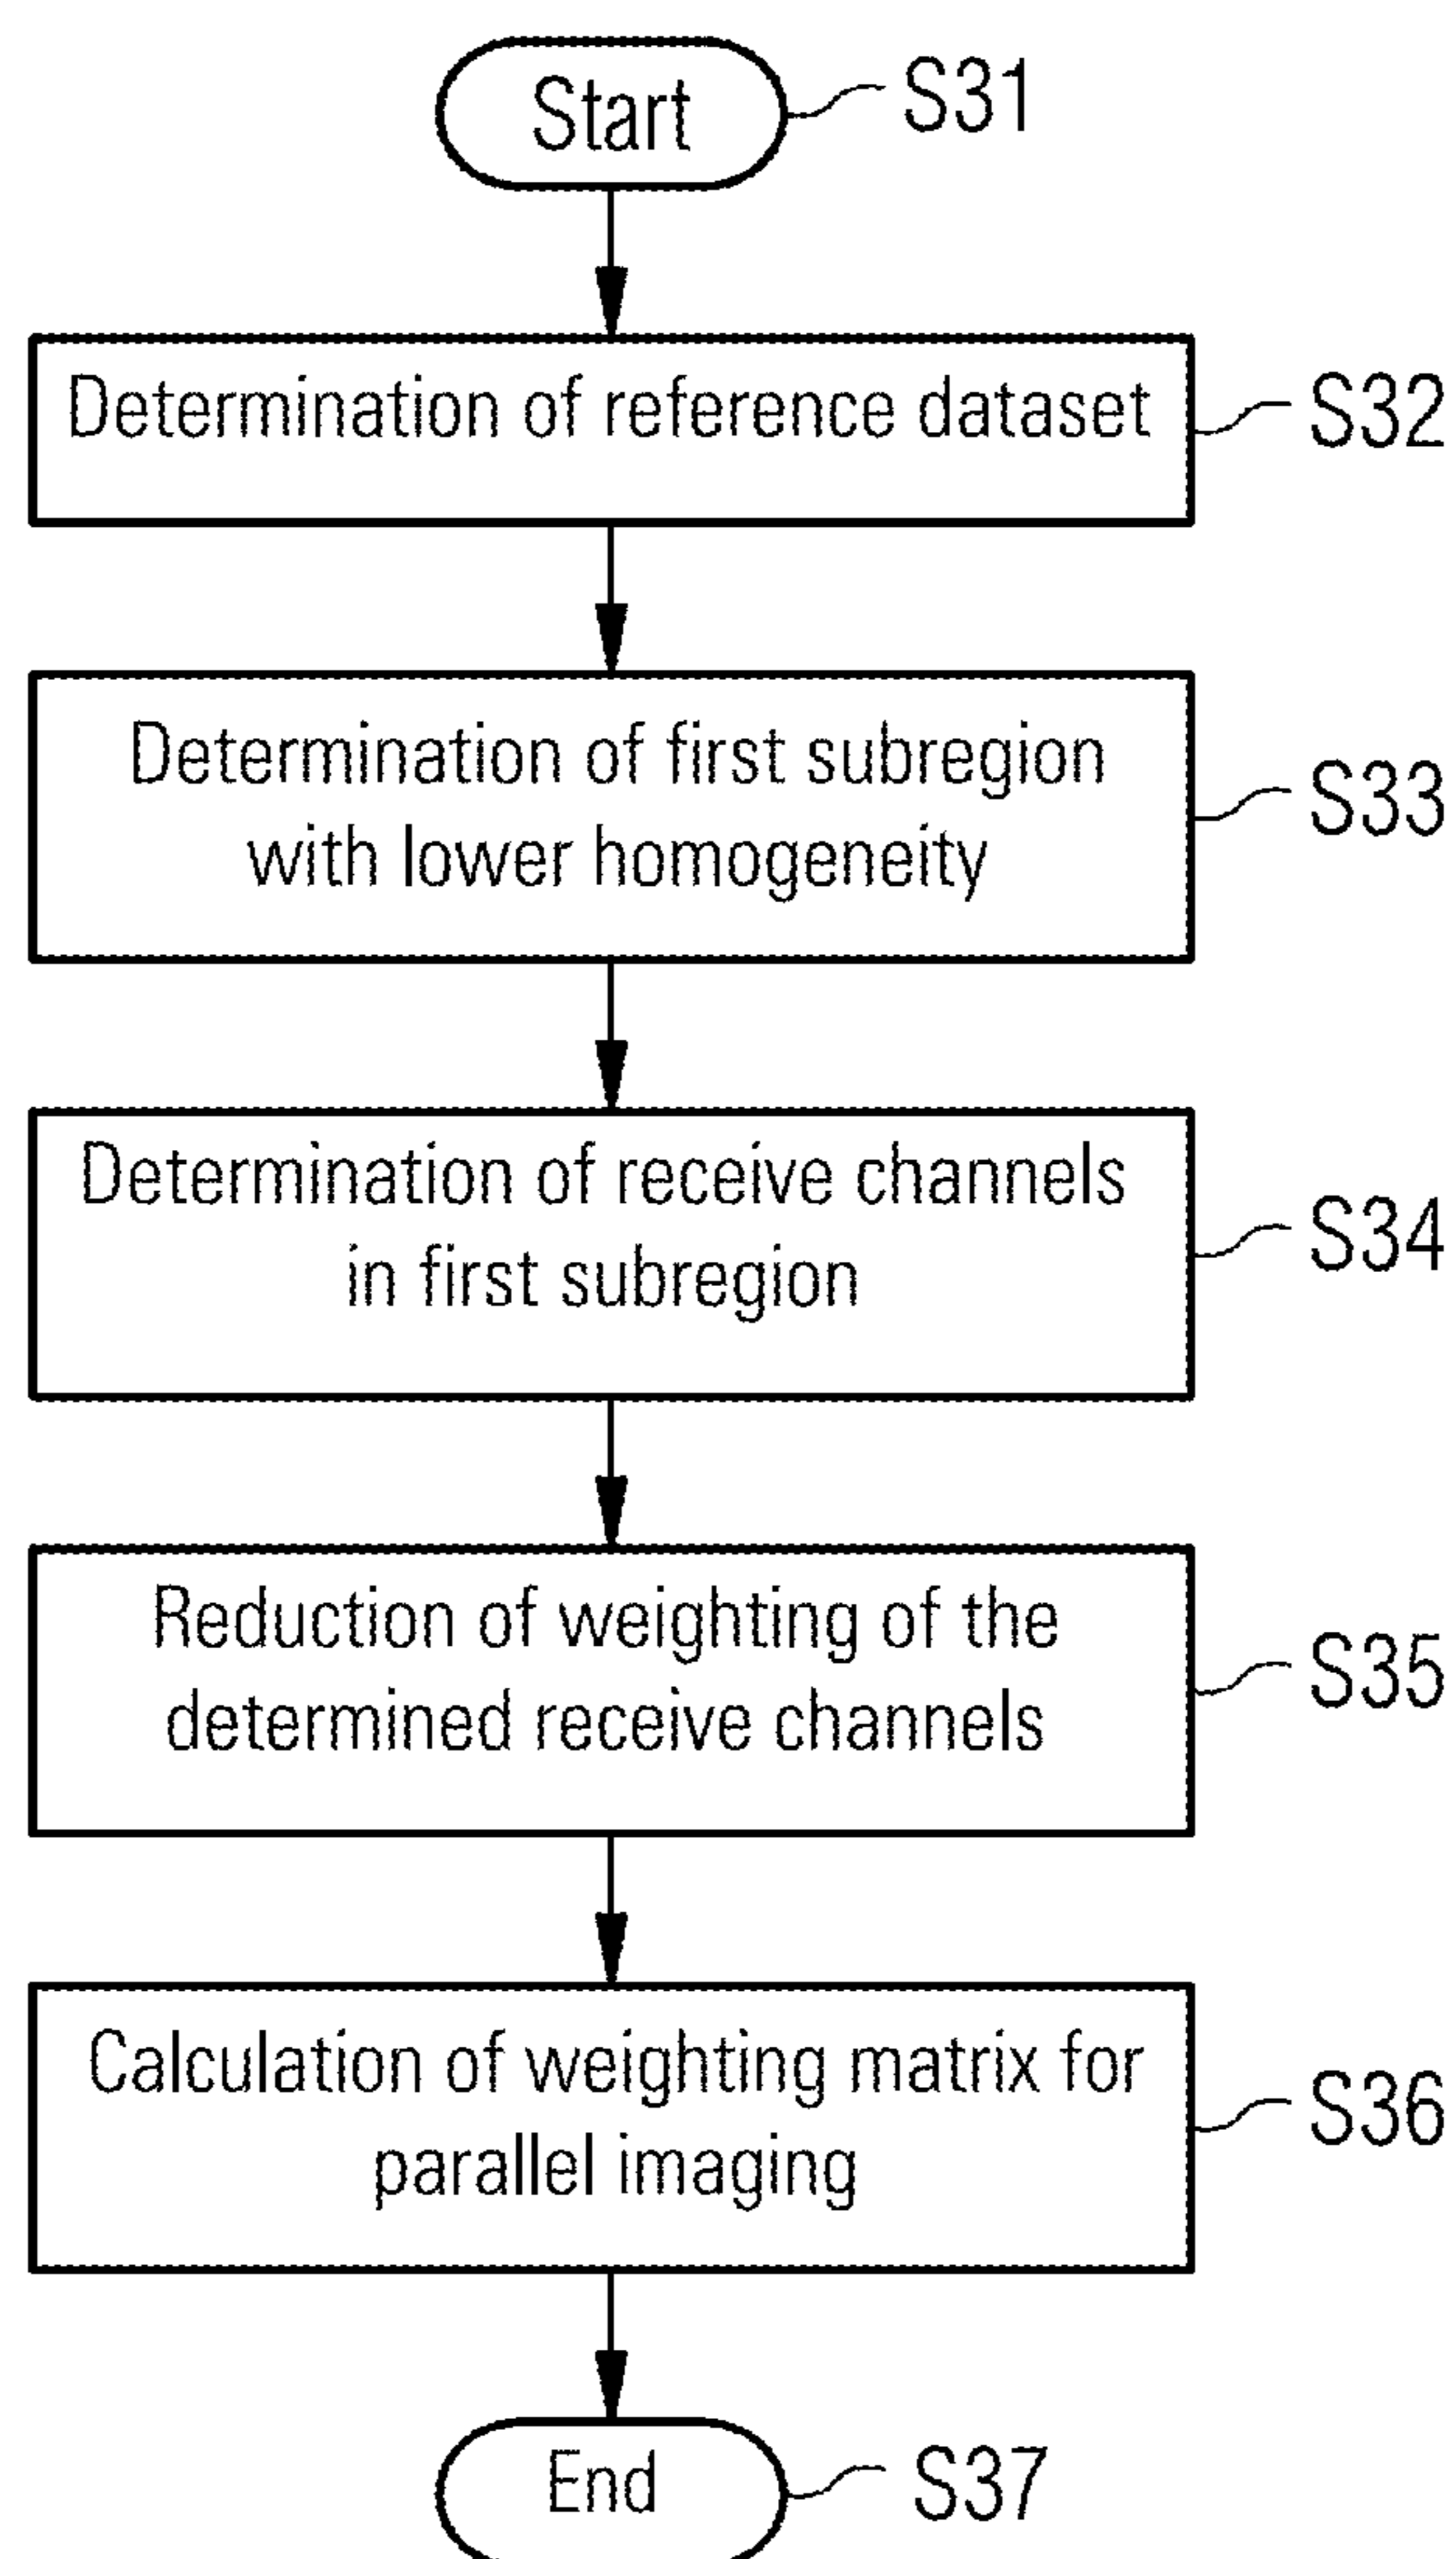 Start
S31
Determination of reference dataset
S32
Determination of first subregion
with lower homogeneity
S33
Determination of receive channels
in first subregion
S34
Reduction of weighting of the
determined receive channels
S35
Calculation of weighting matrix for
parallel imaging
S36
End
S37